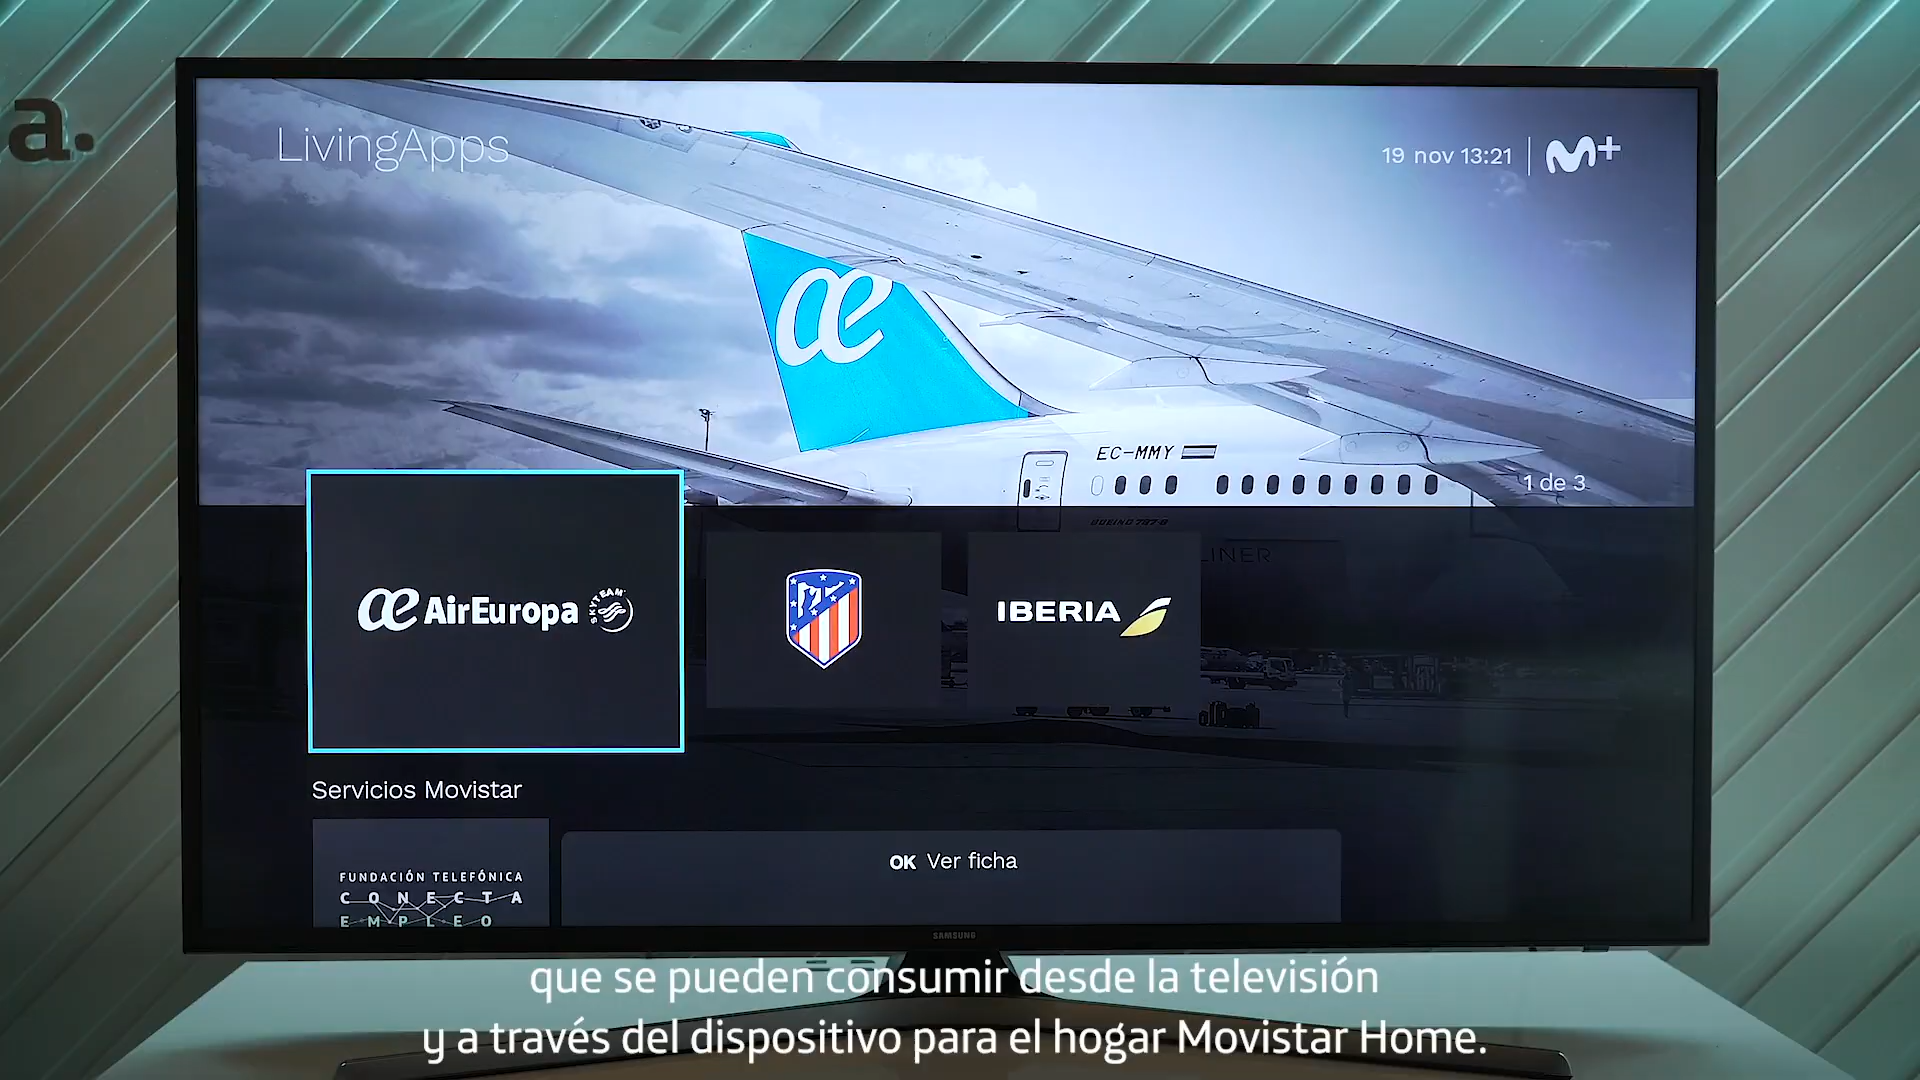 a.
LivingApps
19 nov 13:21
M+
æ
EC-MMY
BOEING 787-8
1 de 3
LINER
æ AirEuropa SKYTEAM
IBERIA
Servicios Movistar
FUNDACIÓN TELEFÓNICA
CONECTA
EMPLEO
OK Ver ficha
SAMSUNG
que se pueden consumir desde la televisión
y a través del dispositivo para el hogar Movistar Home.